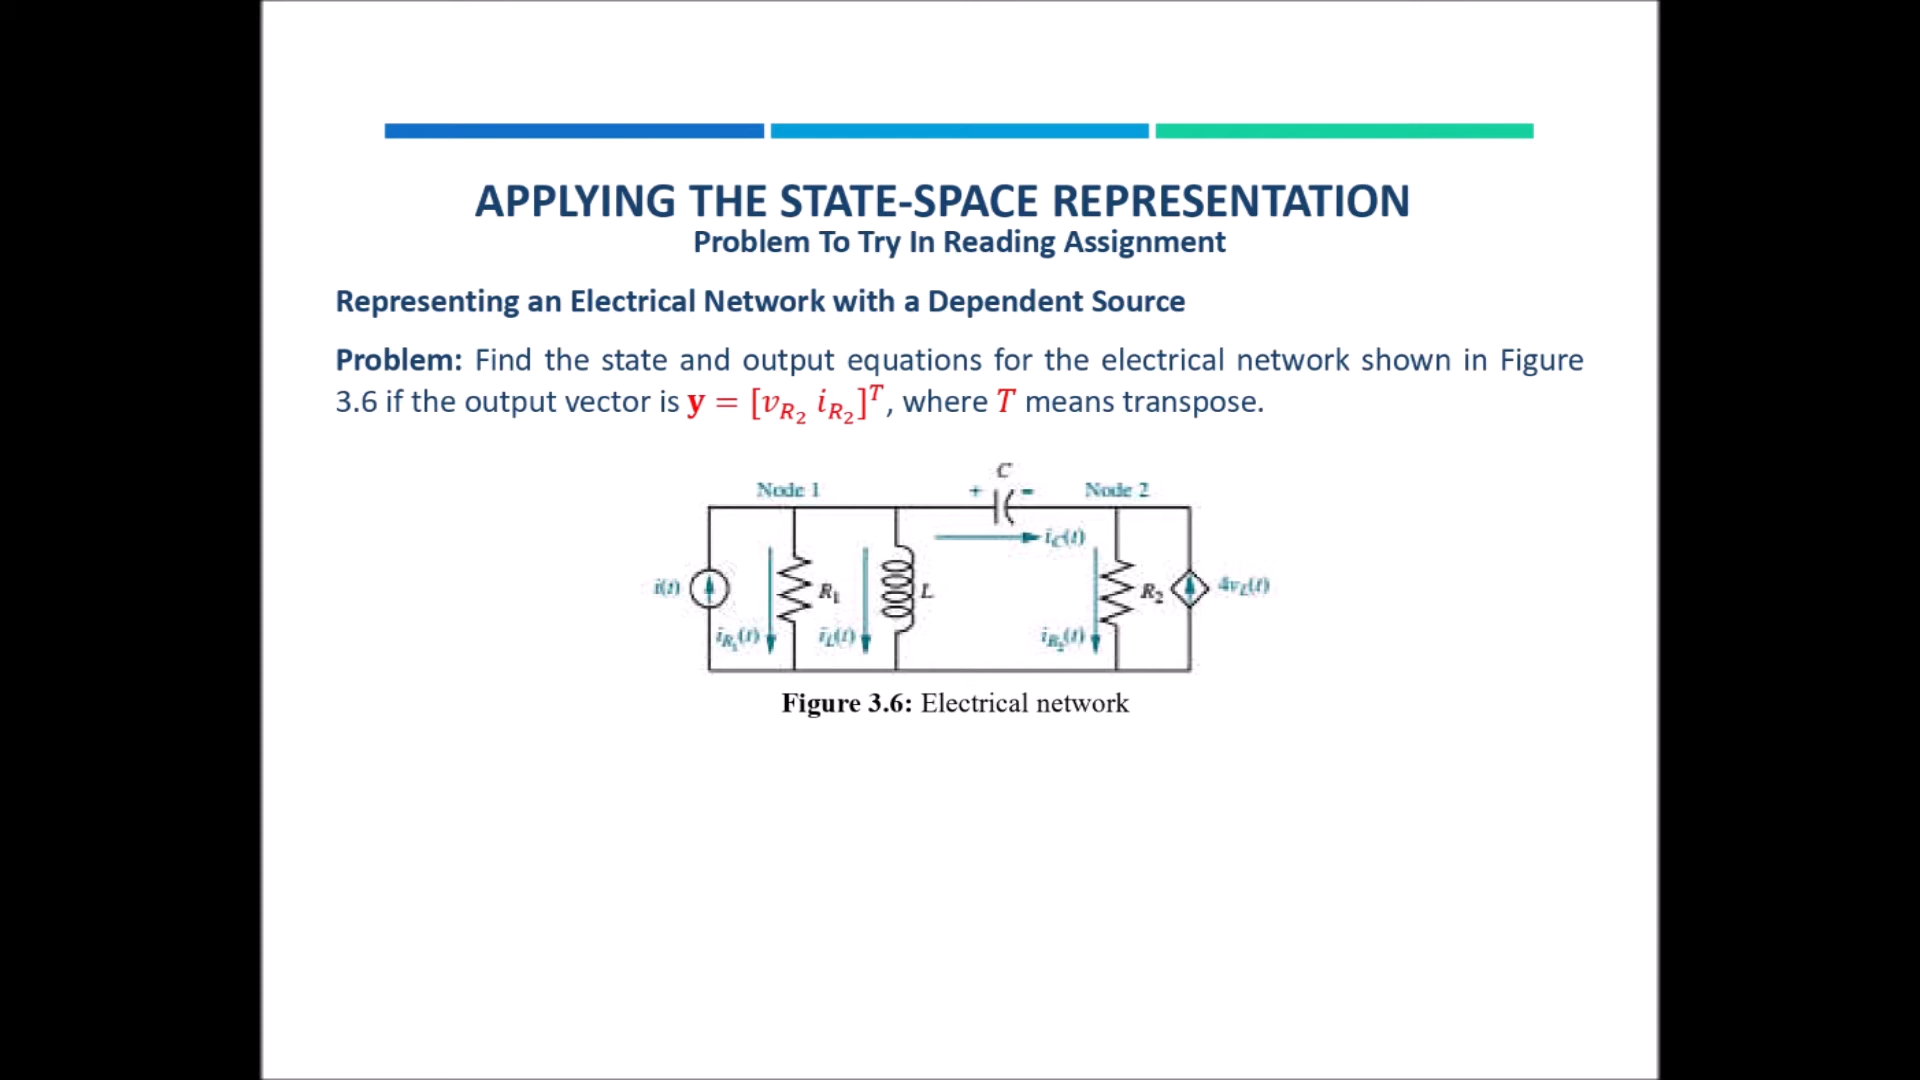 APPLYING THE STATE-SPACE REPRESENTATION
Problem To Try In Reading Assignment
Representing an Electrical Network with a Dependent Source
Problem: Find the state and output equations for the electrical network shown in Figure
3.6 if the output vector is y = [v_{R_2} i_{R_2}]^T, where T means transpose.
C
Node 1 + - Node 2
i_C(t)
i(t) R_1 L R_2 4v_L(t)
i_{R_1}(t) i_L(t) i_{R_2}(t)
Figure 3.6: Electrical network